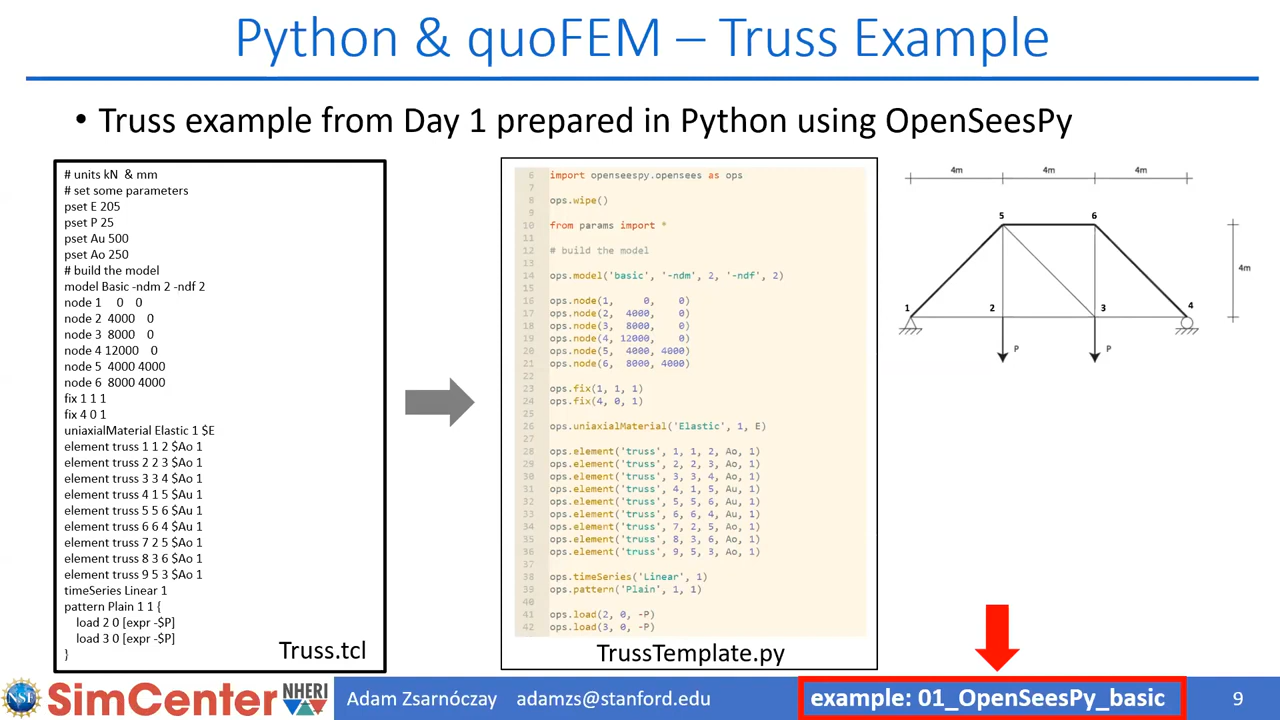 Python & quoFEM – Truss Example
• Truss example from Day 1 prepared in Python using OpenSeesPy
# units kN & mm
# set some parameters
pset E 205
pset P 25
pset Au 500
pset Ao 250
# build the model
model Basic -ndm 2 -ndf 2
node 1 0 0
node 2 4000 0
node 3 8000 0
node 4 12000 0
node 5 4000 4000
node 6 8000 4000
fix 1 1 1
fix 4 0 1
uniaxialMaterial Elastic 1 $E
element truss 1 1 2 $Ao 1
element truss 2 2 3 $Ao 1
element truss 3 3 4 $Ao 1
element truss 4 1 5 $Au 1
element truss 5 5 6 $Au 1
element truss 6 6 4 $Au 1
element truss 7 2 5 $Ao 1
element truss 8 3 6 $Ao 1
element truss 9 5 3 $Ao 1
timeSeries Linear 1
pattern Plain 1 1 {
load 2 0 [expr -$P]
load 3 0 [expr -$P]
}
Truss.tcl
6 import openseespy.opensees as ops
7
8 ops.wipe()
9
10 from params import *
11
12 # build the model
13
14 ops.model('basic', '-ndm', 2, '-ndf', 2)
15
16 ops.node(1, 0, 0)
17 ops.node(2, 4000, 0)
18 ops.node(3, 8000, 0)
19 ops.node(4, 12000, 0)
20 ops.node(5, 4000, 4000)
21 ops.node(6, 8000, 4000)
22
23 ops.fix(1, 1, 1)
24 ops.fix(4, 0, 1)
25
26 ops.uniaxialMaterial('Elastic', 1, E)
27
28 ops.element('truss', 1, 1, 2, Ao, 1)
29 ops.element('truss', 2, 2, 3, Ao, 1)
30 ops.element('truss', 3, 3, 4, Ao, 1)
31 ops.element('truss', 4, 1, 5, Au, 1)
32 ops.element('truss', 5, 5, 6, Au, 1)
33 ops.element('truss', 6, 6, 4, Au, 1)
34 ops.element('truss', 7, 2, 5, Ao, 1)
35 ops.element('truss', 8, 3, 6, Ao, 1)
36 ops.element('truss', 9, 5, 3, Ao, 1)
37
38 ops.timeSeries('Linear', 1)
39 ops.pattern('Plain', 1, 1)
40
41 ops.load(2, 0, -P)
42 ops.load(3, 0, -P)
TrussTemplate.py
4m 4m 4m
5 6
4m
1 2 3 4
P P
NSF SimCenter NHERI Adam Zsarnóczay adamzs@stanford.edu example: 01_OpenSeesPy_basic 9